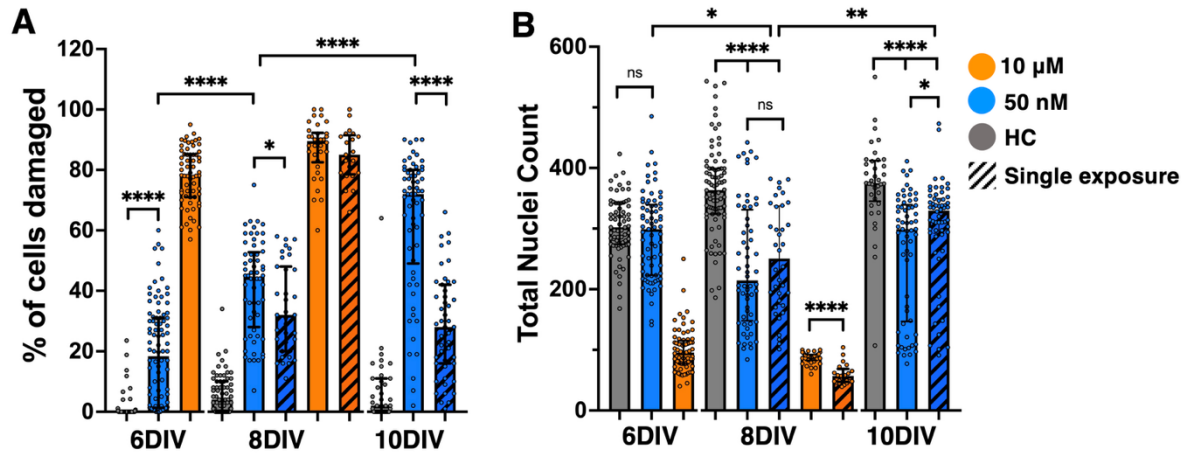 A
% of cells damaged
120
100
80
60
40
20
0
****
****
****
*
****
6DIV
8DIV
10DIV
B
Total Nuclei Count
600
400
200
0
*
**
ns
****
ns
****
****
*
6DIV
8DIV
10DIV
10 µM
50 nM
HC
Single exposure